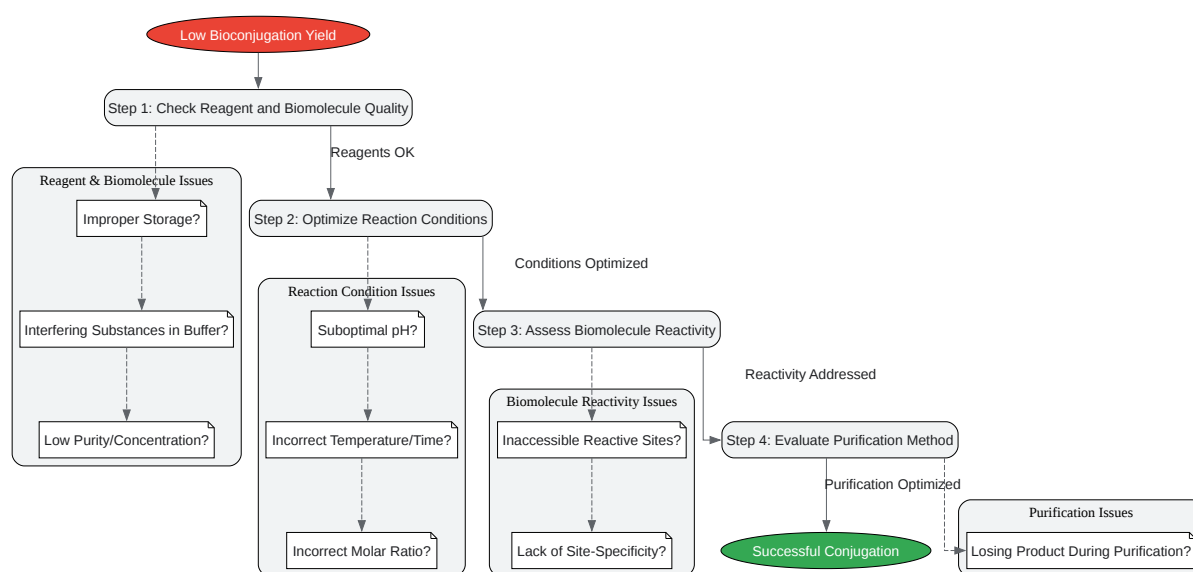 Low Bioconjugation Yield
Step 1: Check Reagent and Biomolecule Quality
Reagents OK
Reagent & Biomolecule Issues
Improper Storage?
Step 2: Optimize Reaction Conditions
Conditions Optimized
Reaction Condition Issues
Interfering Substances in Buffer?
Suboptimal pH?
Step 3: Assess Biomolecule Reactivity
Reactivity Addressed
Biomolecule Reactivity Issues
Low Purity/Concentration?
Incorrect Temperature/Time?
Inaccessible Reactive Sites?
Step 4: Evaluate Purification Method
Purification Optimized
Purification Issues
Incorrect Molar Ratio?
Lack of Site-Specificity?
Successful Conjugation
Losing Product During Purification?